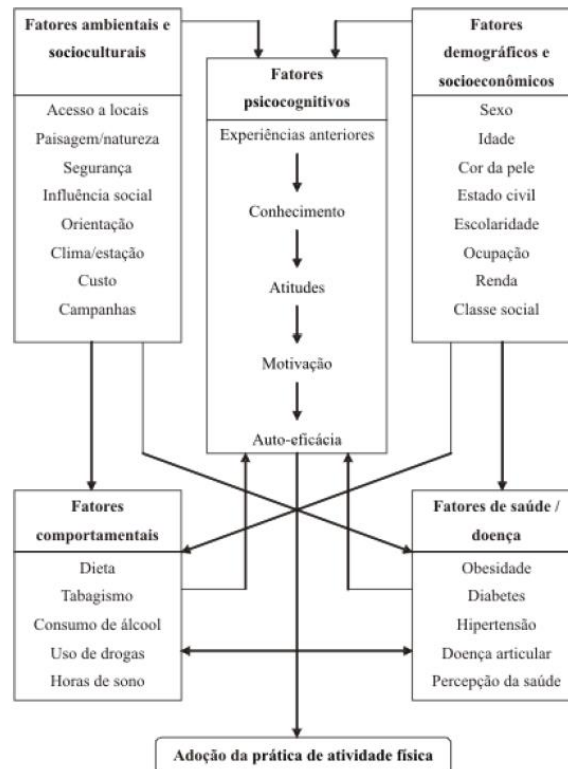 Fatores ambientais e
socioculturais
Acesso a locais
Paisagem/natureza
Segurança
Influência social
Orientação
Clima/estação
Custo
Campanhas
Fatores
psicocognitivos
Experiências anteriores
Conhecimento
Atitudes
Motivação
Auto-eficácia
Fatores
demográficos e
socioeconômicos
Sexo
Idade
Cor da pele
Estado civil
Escolaridade
Ocupação
Renda
Classe social
Fatores
comportamentais
Dieta
Tabagismo
Consumo de álcool
Uso de drogas
Horas de sono
Fatores de saúde /
doença
Obesidade
Diabetes
Hipertensão
Doença articular
Percepção da saúde
Adoção da prática de atividade física